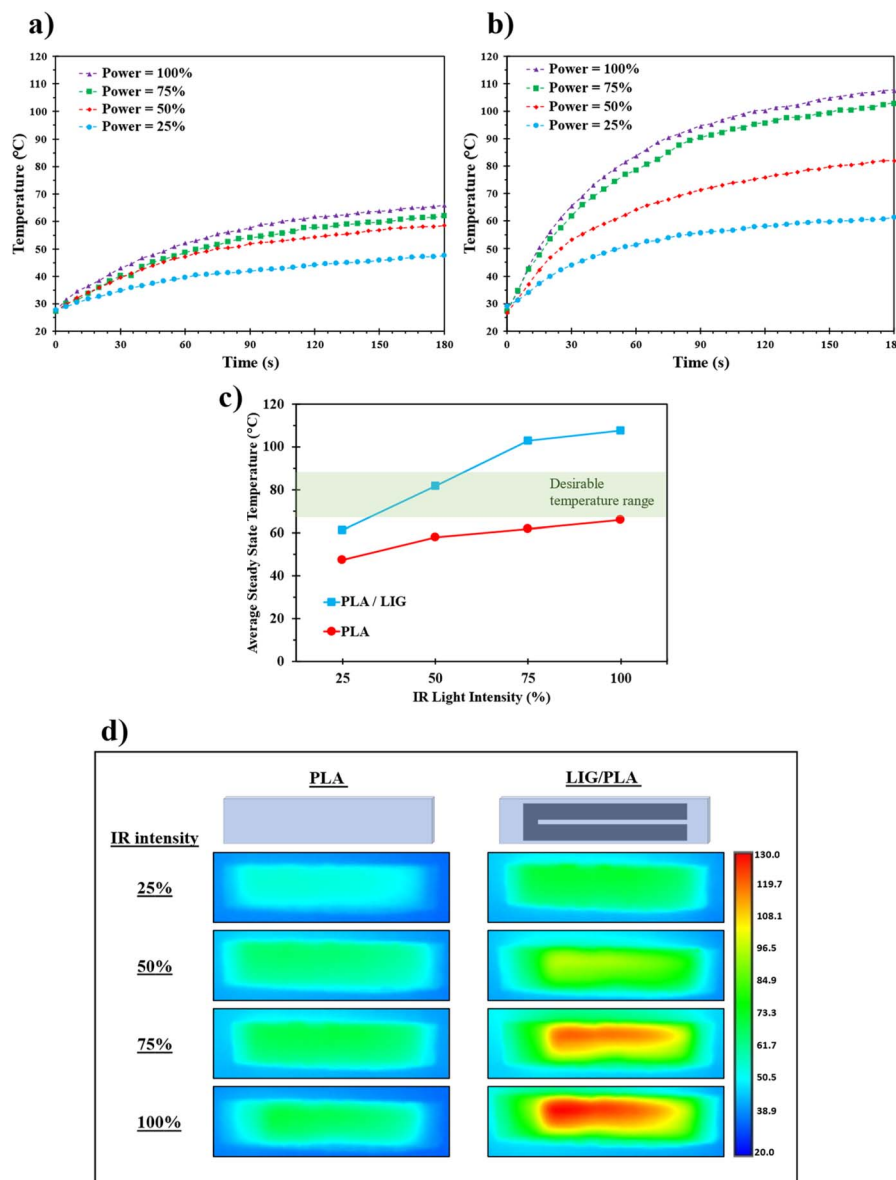 a)
120
110
100
90
80
70
60
50
40
30
20
Temperature (°C)
Power = 100%
Power = 75%
Power = 50%
Power = 25%
0 30 60 90 120 150 180
Time (s)
b)
120
110
100
90
80
70
60
50
40
30
20
Temperature (°C)
Power = 100%
Power = 75%
Power = 50%
Power = 25%
0 30 60 90 120 150 180
Time (s)
c)
120
100
80
60
40
20
0
Average Steady State Temperature (°C)
Desirable
temperature range
PLA / LIG
PLA
25 50 75 100
IR Light Intensity (%)
d)
PLA LIG/PLA
IR intensity
25%
50%
75%
100%
130.0
119.7
108.1
96.5
84.9
73.3
61.7
50.5
38.9
20.0